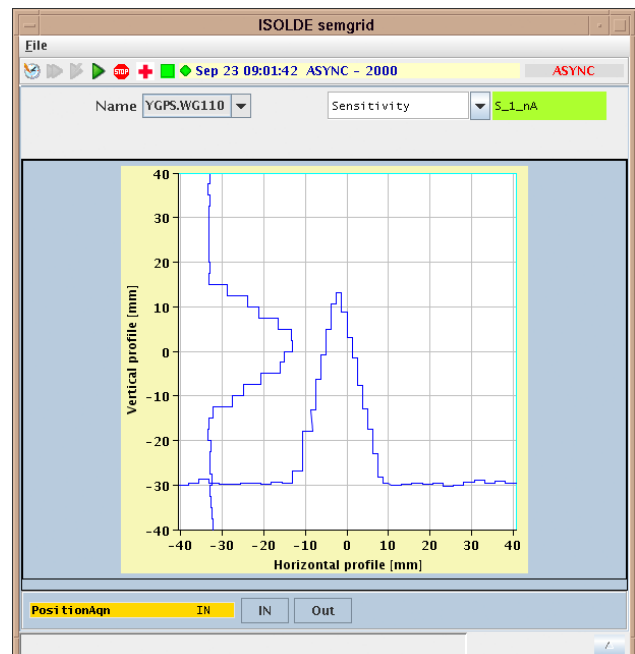 ISOLDE semgrid
File
STOP Sep 23 09:01:42 ASYNC - 2000 ASYNC
Name YGPS.WG110 Sensitivity S_1_nA
40
30
20
10
0
-10
-20
-30
-40
Vertical profile [mm]
-40 -30 -20 -10 0 10 20 30 40
Horizontal profile [mm]
PositionAqn IN IN Out